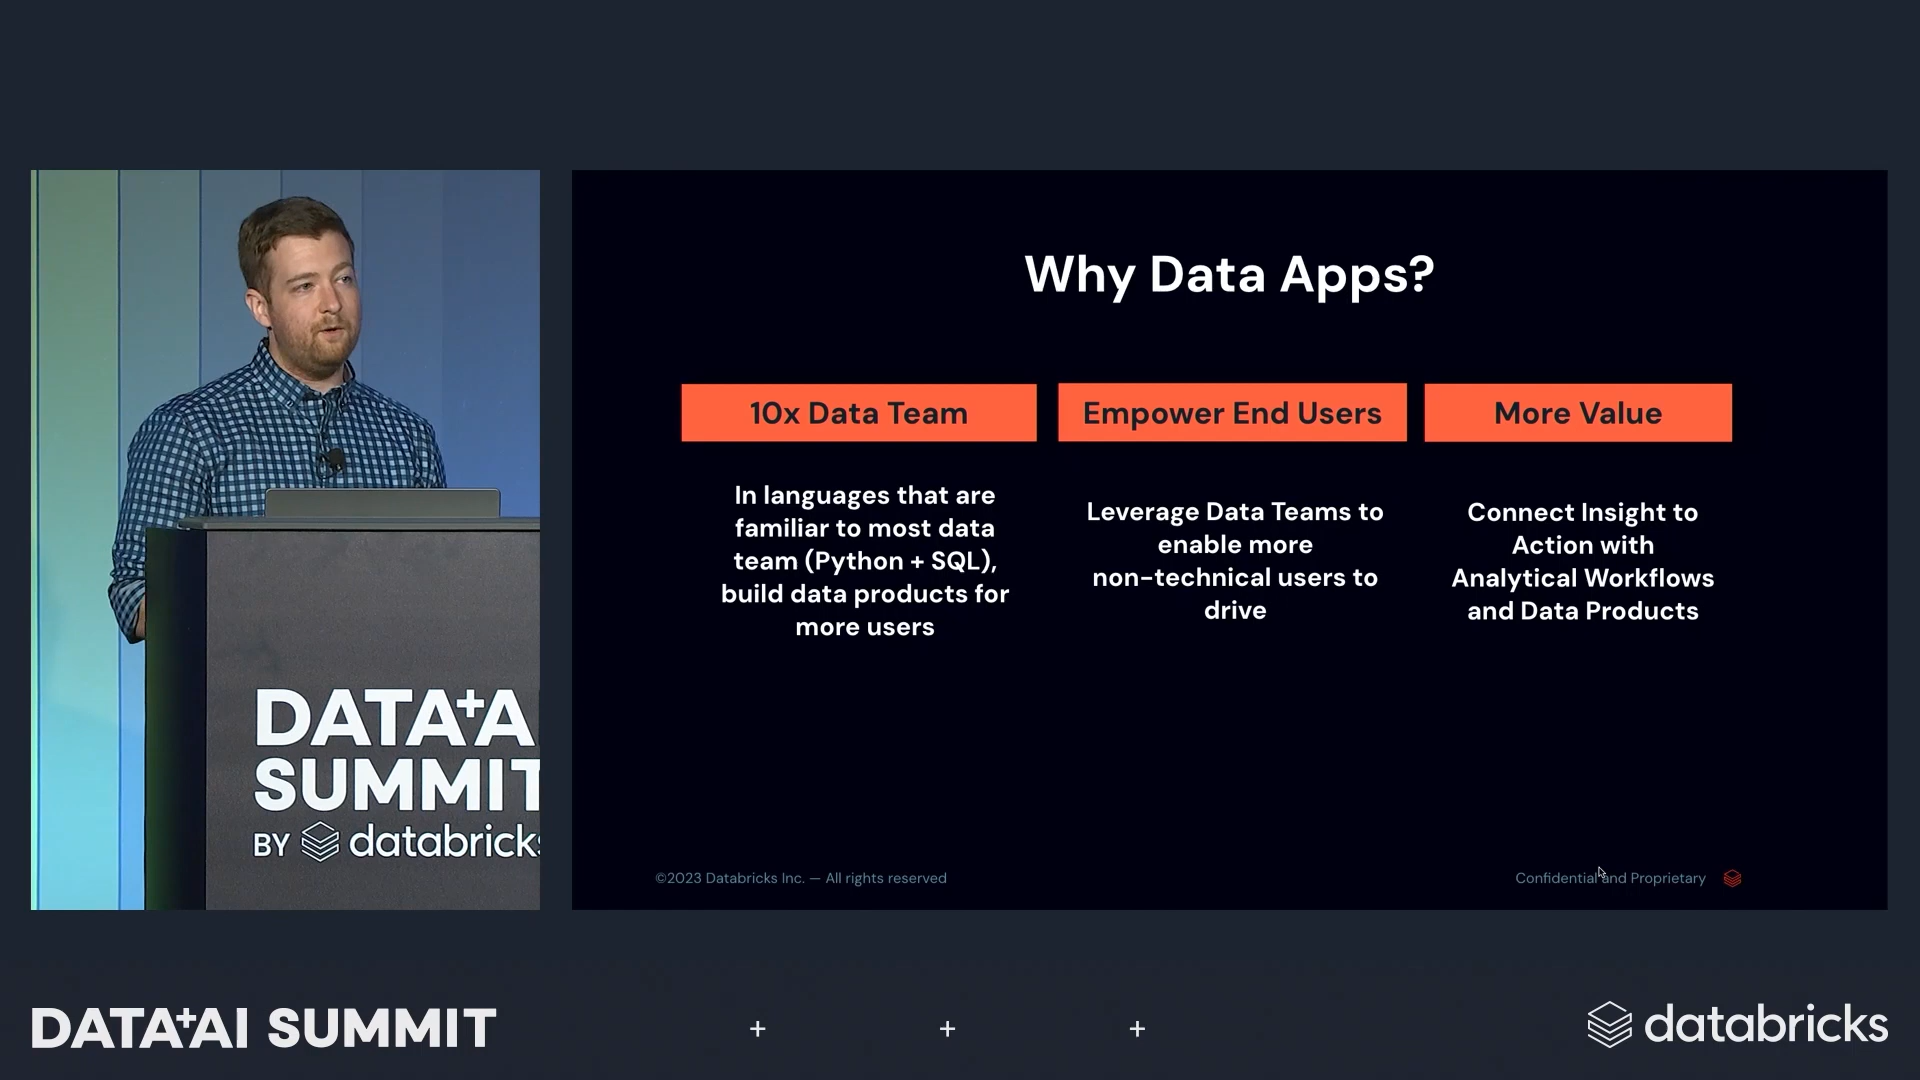 Why Data Apps?
10x Data Team
In languages that are
familiar to most data
team (Python + SQL),
build data products for
more users
Empower End Users
Leverage Data Teams to
enable more
non-technical users to
drive
More Value
Connect Insight to
Action with
Analytical Workflows
and Data Products
©2023 Databricks Inc. — All rights reserved
Confidential and Proprietary
DATA+A
SUMMIT
BY databricks
DATA+AI SUMMIT
+ + +
databricks